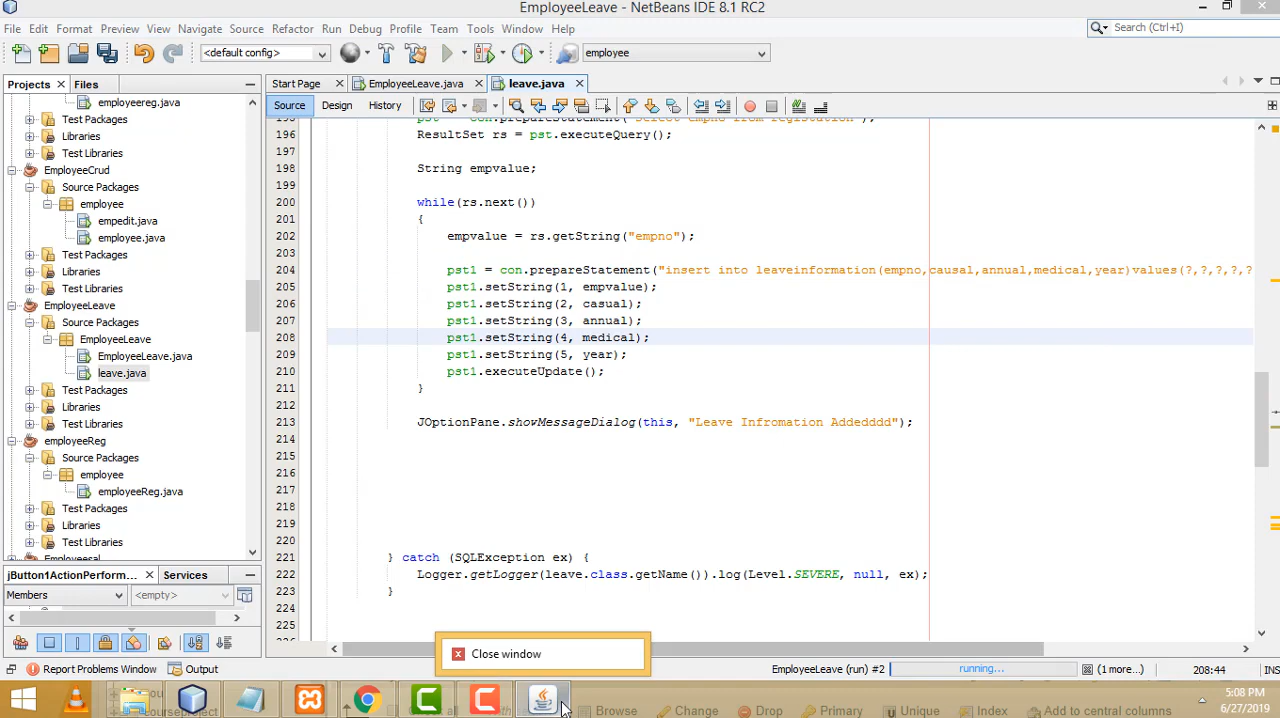 EmployeeLeave - NetBeans IDE 8.1 RC2
File Edit Format Preview View Navigate Source Refactor Run Debug Profile Team Tools Window Help
Search (Ctrl+I)
<default config>
employee
Projects
Files
Start Page
EmployeeLeave.java
leave.java
Source
Design
History
employeereg.java
Test Packages
Libraries
Test Libraries
EmployeeCrud
Source Packages
employee
empedit.java
employee.java
Test Packages
Libraries
Test Libraries
EmployeeLeave
Source Packages
EmployeeLeave
EmployeeLeave.java
leave.java
Test Packages
Libraries
Test Libraries
employeeReg
Source Packages
employee
employeeReg.java
Test Packages
Libraries
Test Libraries
Employeesal
195 pst = con.prepareStatement("Select empno from registation");
196 ResultSet rs = pst.executeQuery();
197
198 String empvalue;
199
200 while(rs.next())
201 {
202 empvalue = rs.getString("empno");
203
204 pst1 = con.prepareStatement("insert into leaveinformation(empno,causal,annual,medical,year)values(?,?,?,?,?
205 pst1.setString(1, empvalue);
206 pst1.setString(2, casual);
207 pst1.setString(3, annual);
208 pst1.setString(4, medical);
209 pst1.setString(5, year);
210 pst1.executeUpdate();
211 }
212
213 JOptionPane.showMessageDialog(this, "Leave Infromation Addedddd");
214
215
216
217
218
219
220
221 } catch (SQLException ex) {
222 Logger.getLogger(leave.class.getName()).log(Level.SEVERE, null, ex);
223 }
224
225
jButton1ActionPerform...
Services
Members
<empty>
Report Problems Window
Output
Close window
EmployeeLeave (run) #2
running...
(1 more...)
208:44
INS
Browse
Change
Drop
Primary
Unique
Index
Add to central columns
5:08 PM
6/27/2019